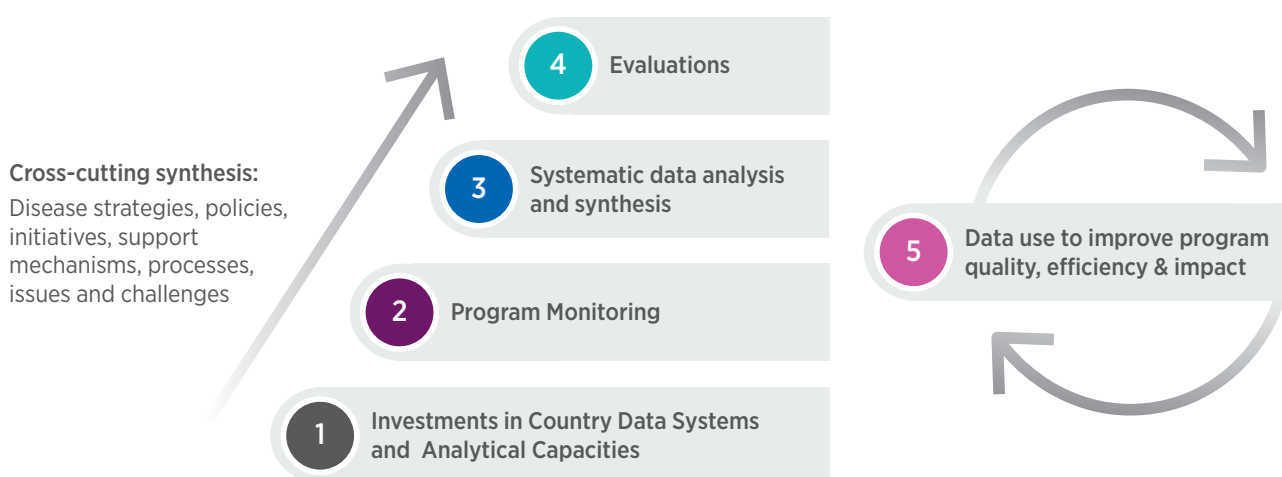 4
Evaluations
Cross-cutting synthesis:
Disease strategies, policies,
initiatives, support
mechanisms, processes,
issues and challenges
3
Systematic data analysis
and synthesis
2
Program Monitoring
1
Investments in Country Data Systems
and Analytical Capacities
5
Data use to improve program
quality, efficiency & impact